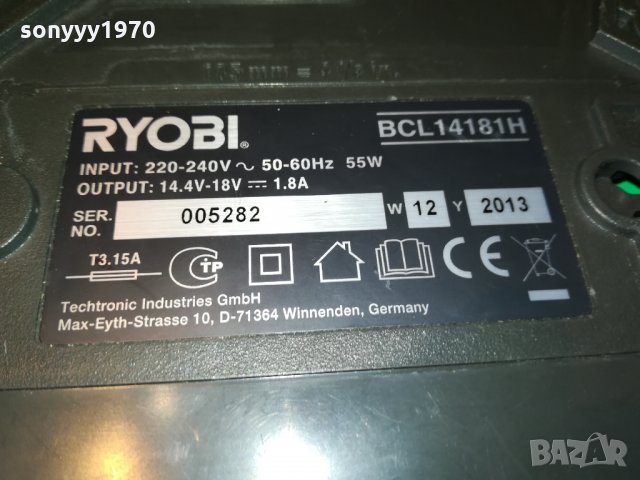 sonyyy1970
RYOBI.
BCL14181H
INPUT: 220-240V ~ 50-60Hz 55W
OUTPUT: 14.4V-18V ⎓ 1.8A
SER. NO. 005282 W 12 Y 2013
T3.15A
Techtronic Industries GmbH
Max-Eyth-Strasse 10, D-71364 Winnenden, Germany
BAZAR